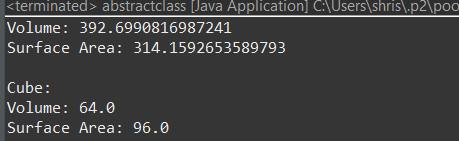 <terminated> abstractclass [Java Application] C:\Users\shris\.p2\poo
Volume: 392.6990816987241
Surface Area: 314.1592653589793

Cube:
Volume: 64.0
Surface Area: 96.0